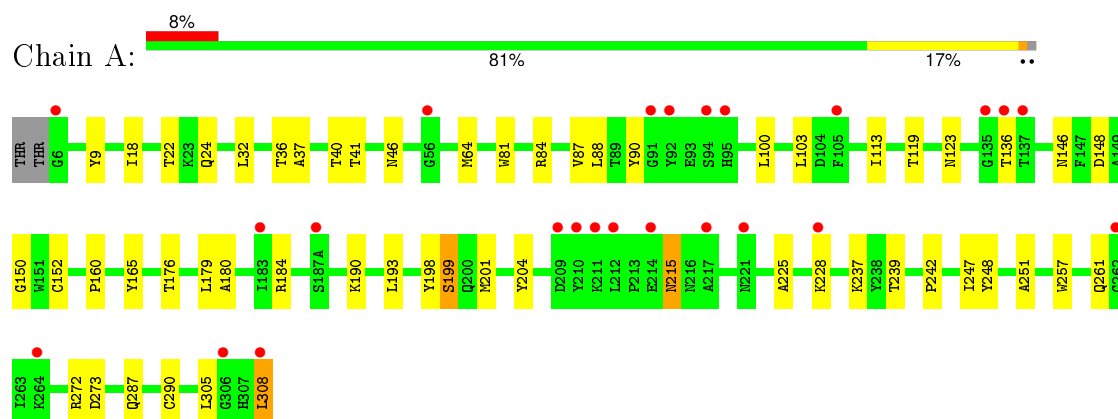 8%
Chain A:
81% 17% ••
THR THR G6 Y9 I18 T22 K23 Q24 L32 T36 A37 T40 T41 N46 G56 M64 W81 R84 V87 L88 T89 Y90 G91 Y92 E93 S94 H95 L100 L103 D104 F105 I113 T119 N123 G135 T136 T137 N146 F147 D148 A149
G150 W151 C152 P160 Y165 T176 L179 A180 I183 R184 S187A K190 L193 Y198 S199 Q200 M201 Y204 D209 Y210 K211 L212 P213 E214 N215 N216 A217 N221 A225 K228 K237 Y238 T239 P242 I247 Y248 A251 W257 Q261 G262
I263 K264 R272 D273 Q287 C290 L305 G306 H307 L308